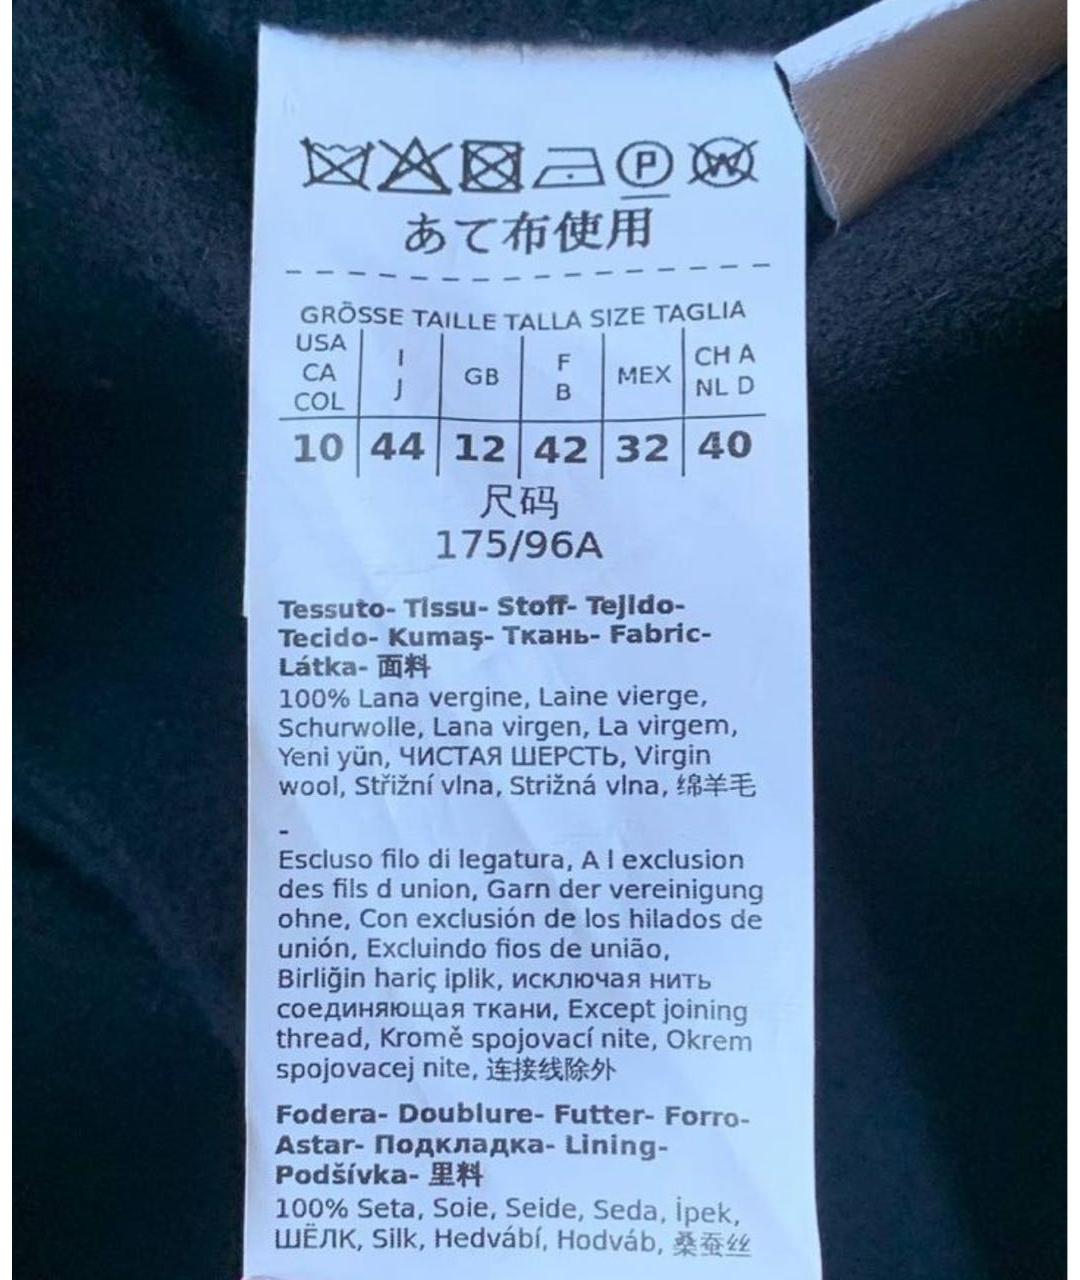 P W
あて布使用
GRÖSSE TAILLE TALLA SIZE TAGLIA
USA CA COL | I J | GB | F B | MEX | CH A NL D
10 | 44 | 12 | 42 | 32 | 40
尺码
175/96A
Tessuto- Tissu- Stoff- Tejido-
Tecido- Kumaş- Ткань- Fabric-
Látka- 面料
100% Lana vergine, Laine vierge,
Schurwolle, Lana virgen, La virgem,
Yeni yün, ЧИСТАЯ ШЕРСТЬ, Virgin
wool, Střižní vlna, Strižná vlna, 绵羊毛
-
Escluso filo di legatura, A l exclusion
des fils d union, Garn der vereinigung
ohne, Con exclusión de los hilados de
unión, Excluindo fios de união,
Birliğin hariç iplik, исключая нить
соединяющая ткани, Except joining
thread, Kromě spojovací nite, Okrem
spojovacej nite, 连接线除外
Fodera- Doublure- Futter- Forro-
Astar- Подкладка- Lining-
Podšívka- 里料
100% Seta, Soie, Seide, Seda, İpek,
ШЁЛК, Silk, Hedvábí, Hodváb, 桑蚕丝